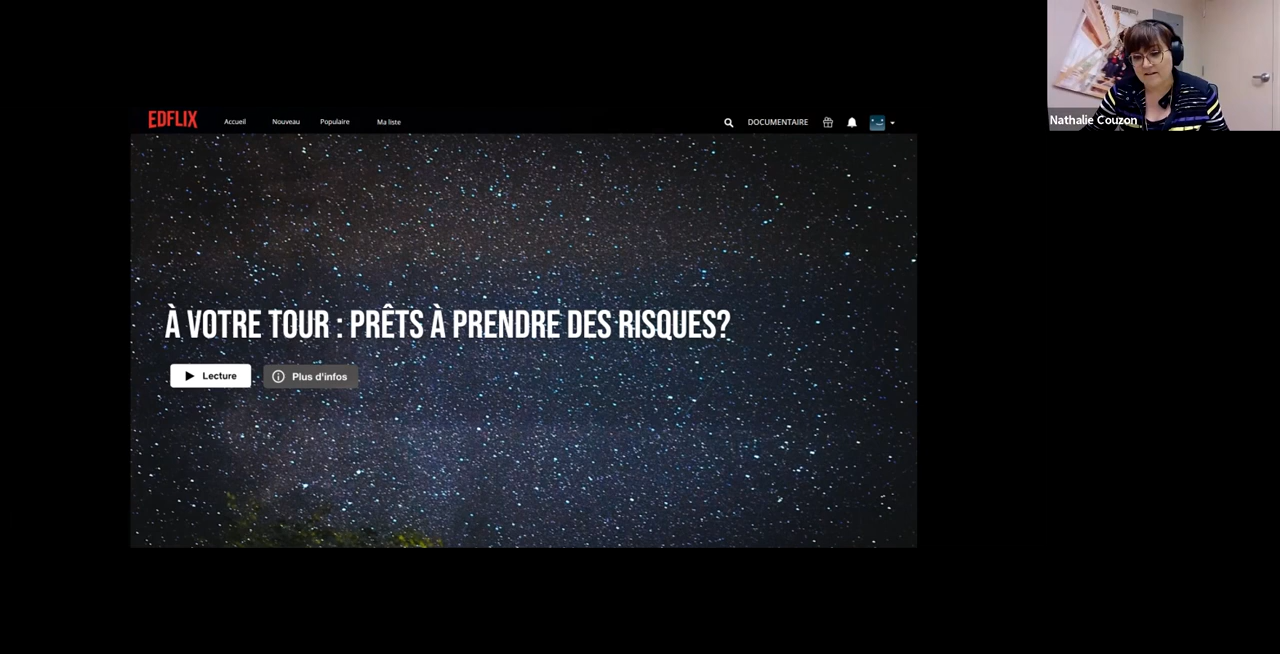 EDFLIX
Accueil Nouveau Populaire Ma liste DOCUMENTAIRE
Nathalie Couzon
À VOTRE TOUR : PRÊTS À PRENDRE DES RISQUES?
Lecture Plus d'infos